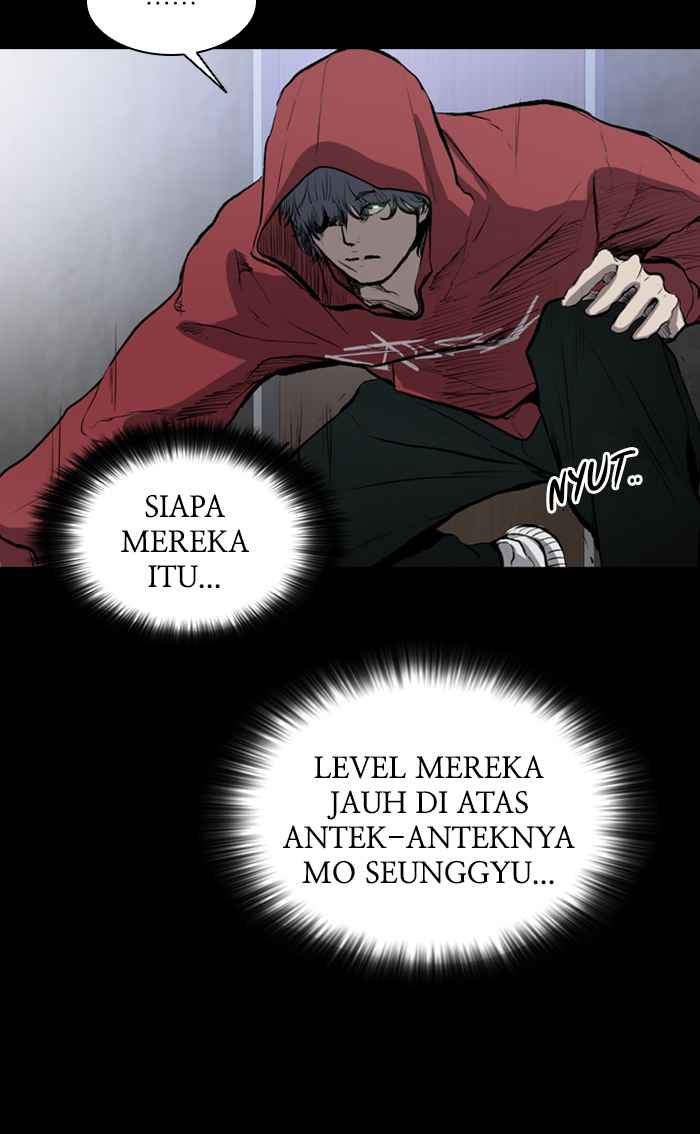 ......
SIAPA
MEREKA
ITU...
NYUT..
LEVEL MEREKA
JAUH DI ATAS
ANTEK-ANTEKNYA
MO SEUNGGYU...